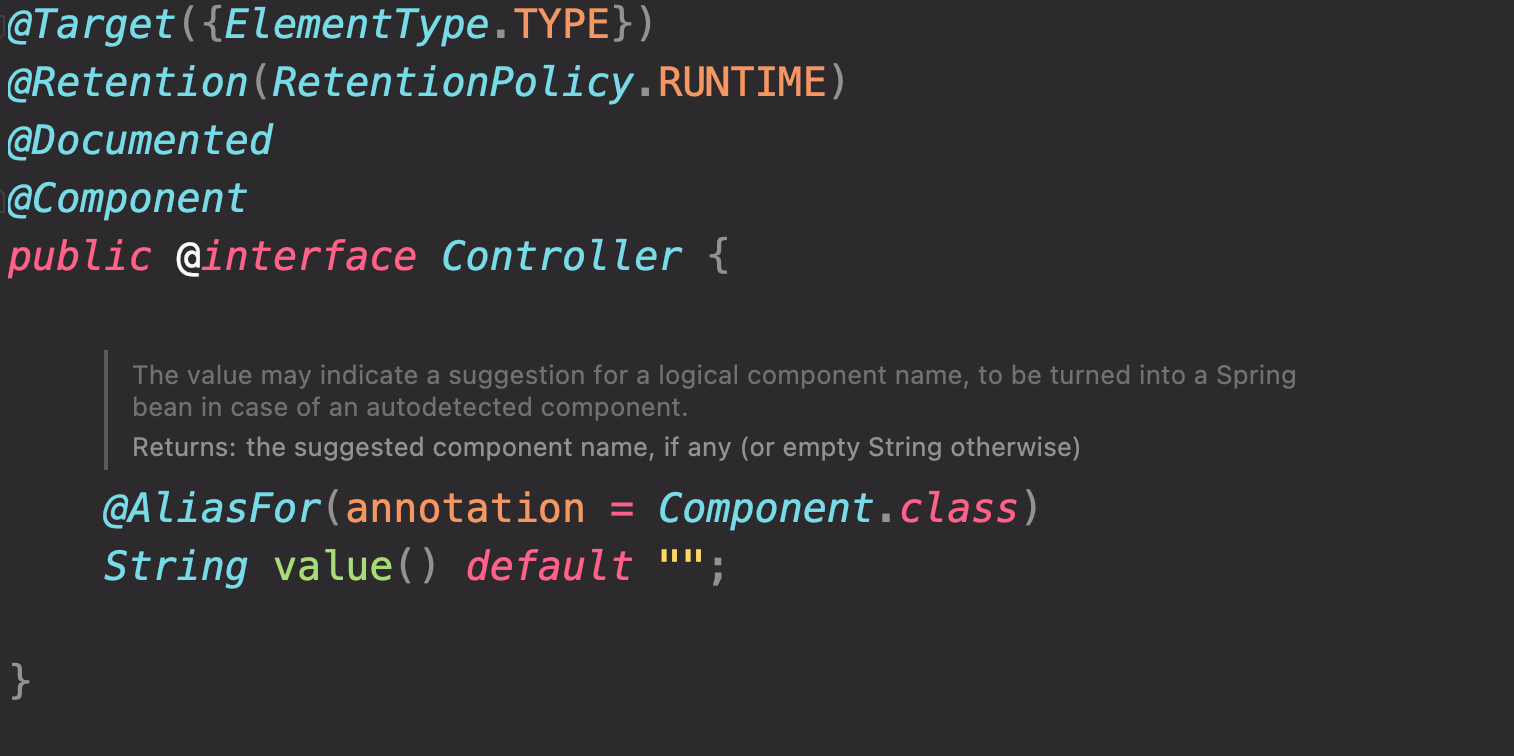 @Target({ElementType.TYPE})
@Retention(RetentionPolicy.RUNTIME)
@Documented
@Component
public @interface Controller {
The value may indicate a suggestion for a logical component name, to be turned into a Spring
bean in case of an autodetected component.
Returns: the suggested component name, if any (or empty String otherwise)
@AliasFor(annotation = Component.class)
String value() default "";
}